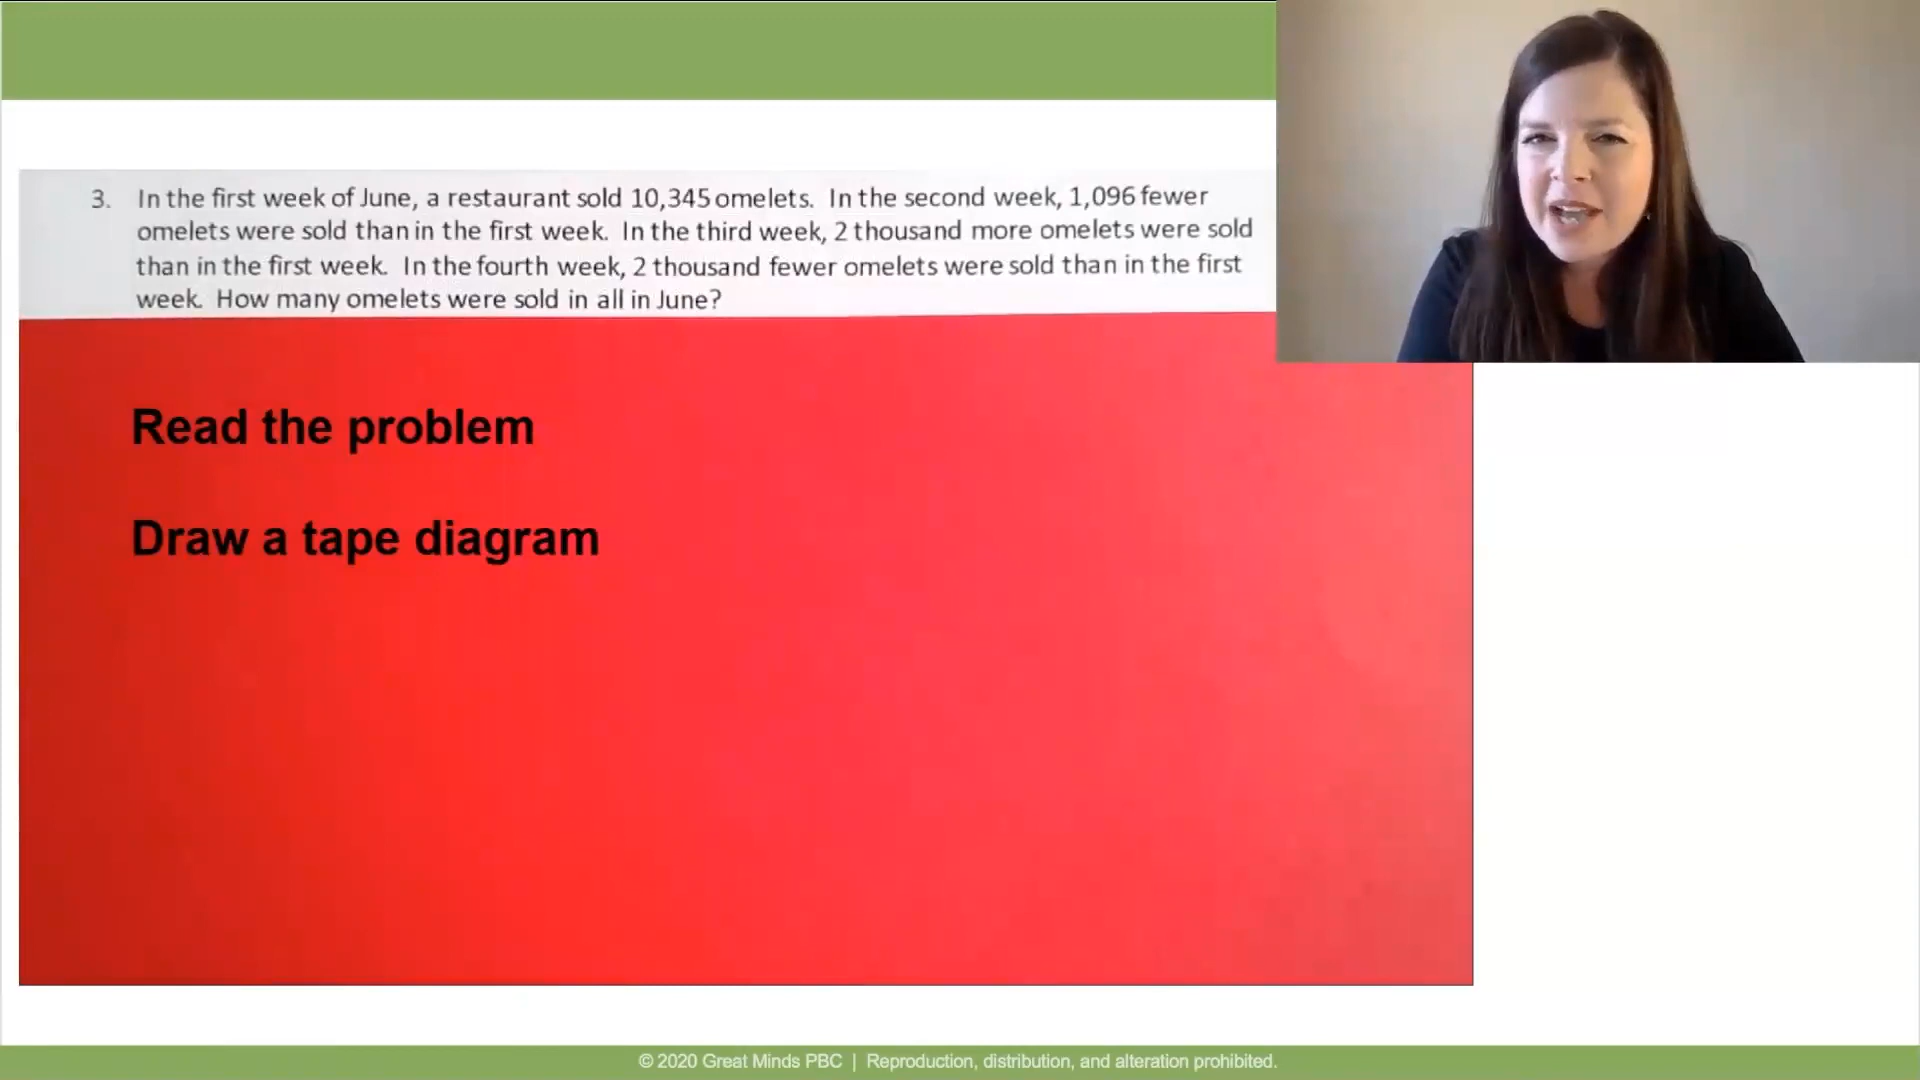 3. In the first week of June, a restaurant sold 10,345 omelets. In the second week, 1,096 fewer
omelets were sold than in the first week. In the third week, 2 thousand more omelets were sold
than in the first week. In the fourth week, 2 thousand fewer omelets were sold than in the first
week. How many omelets were sold in all in June?
Read the problem
Draw a tape diagram
© 2020 Great Minds PBC | Reproduction, distribution, and alteration prohibited.